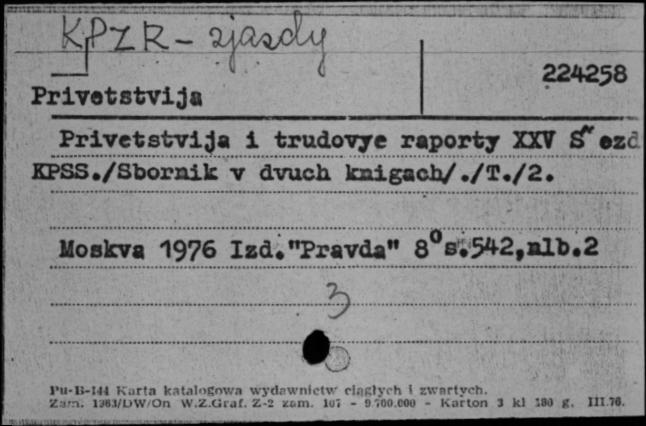 KPZR - zjazdy
224258
Privetstvija
Privetstvija i trudovye raporty XXV S"ezd
KPSS./Sbornik v dvuch knigach/./T./2.
Moskva 1976 Izd."Pravda" 8° s.542,nlb.2
3
Pu-B-144 Karta katalogowa wydawnictw ciągłych i zwartych.
Zam. 1363/DW/On W.Z.Graf. Z-2 zam. 107 - 9.700.000 - Karton 3 kl 180 g. III.76.